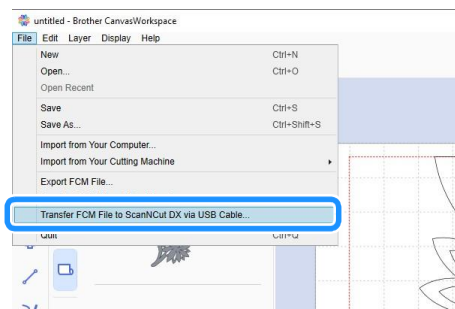 untitled - Brother CanvasWorkspace
File Edit Layer Display Help
New Ctrl+N
Open... Ctrl+O
Open Recent
Save Ctrl+S
Save As... Ctrl+Shift+S
Import from Your Computer...
Import from Your Cutting Machine
Export FCM File...
Transfer FCM File to ScanNCut DX via USB Cable...
Quit Ctrl+Q